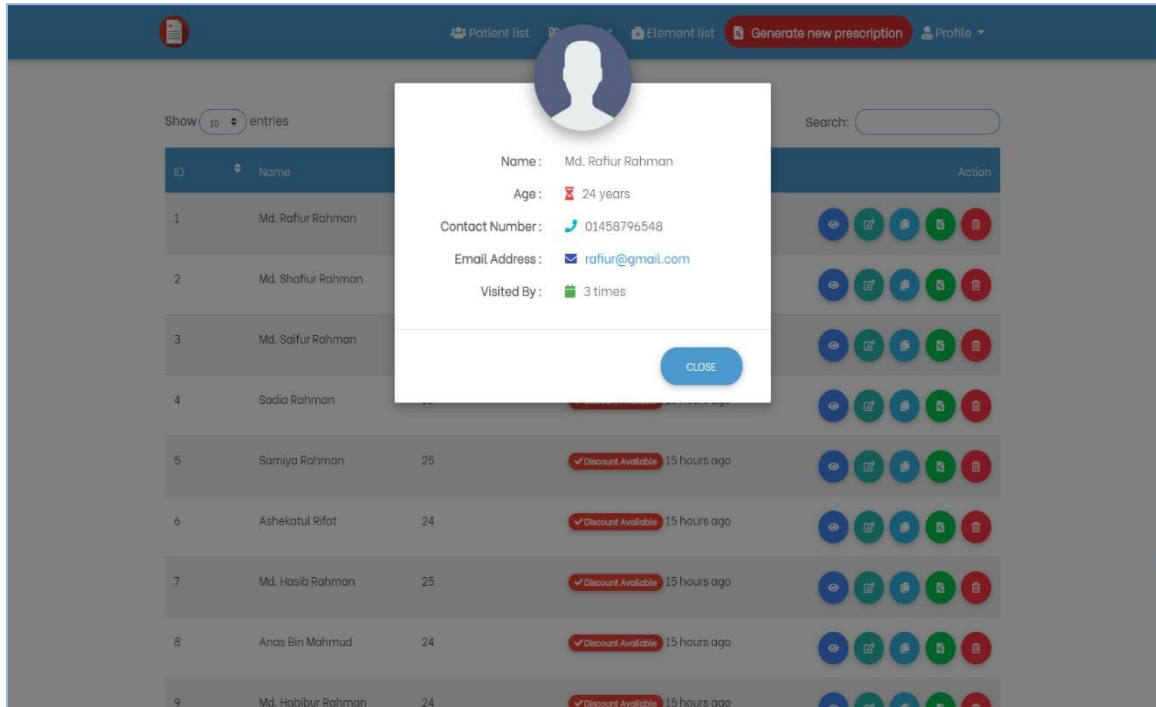 Patient list Element list Generate new prescription Profile
Show 10 entries Search:
ID Name Action
Name : Md. Rafiur Rahman
Age : 24 years
Contact Number : 01458796548
Email Address : rafiur@gmail.com
Visited By : 3 times
CLOSE
1 Md. Rafiur Rahman
2 Md. Shafiur Rahman
3 Md. Saifur Rahman
4 Sadia Rahman
5 Samiya Rahman 25 Discount Available 15 hours ago
6 Ashekatul Rifat 24 Discount Available 15 hours ago
7 Md. Hasib Rahman 25 Discount Available 15 hours ago
8 Anas Bin Mahmud 24 Discount Available 15 hours ago
9 Md. Habibur Rahman 24 Discount Available 15 hours ago